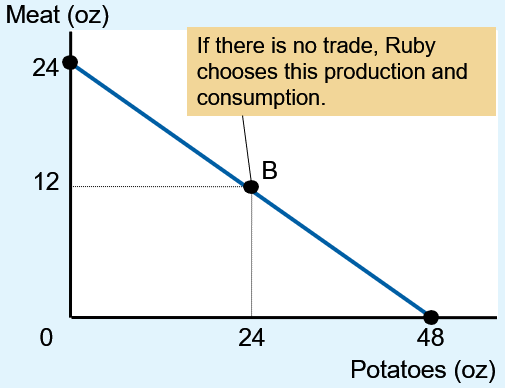 Meat (oz)
If there is no trade, Ruby
chooses this production and
consumption.
24
B
12
0
24
48
Potatoes (oz)